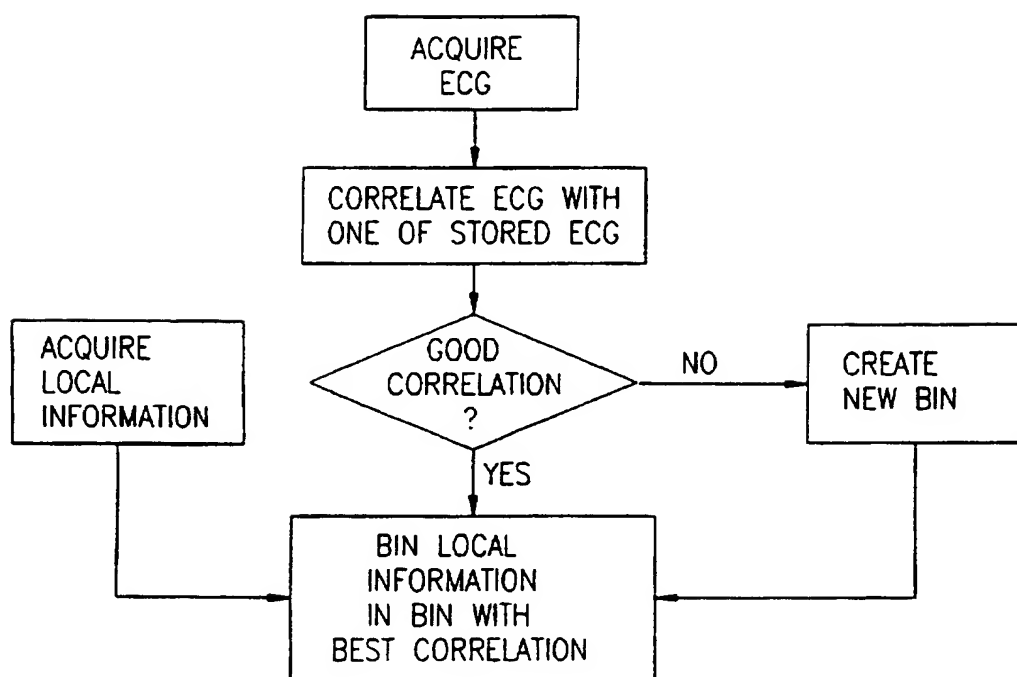 ACQUIRE
ECG
CORRELATE ECG WITH
ONE OF STORED ECG
GOOD
CORRELATION
?
NO
YES
ACQUIRE
LOCAL
INFORMATION
CREATE
NEW BIN
BIN LOCAL
INFORMATION
IN BIN WITH
BEST CORRELATION